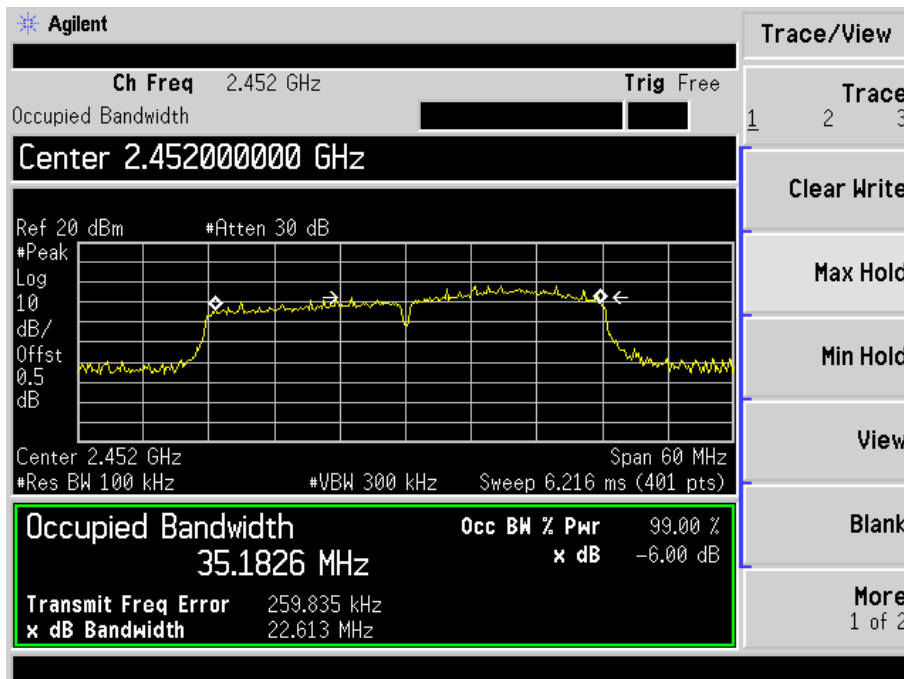 Agilent
Trace/View
Ch Freq 2.452 GHz Trig Free
Occupied Bandwidth
Trace
1 2 3
Center 2.452000000 GHz
Clear Write
Ref 20 dBm #Atten 30 dB
#Peak
Log
10
dB/
Offst
0.5
dB
Max Hold
Min Hold
View
Center 2.452 GHz Span 60 MHz
#Res BW 100 kHz #VBW 300 kHz Sweep 6.216 ms (401 pts)
Occupied Bandwidth Occ BW % Pwr 99.00 %
35.1826 MHz x dB -6.00 dB
Blank
Transmit Freq Error 259.835 kHz
x dB Bandwidth 22.613 MHz
More
1 of 2